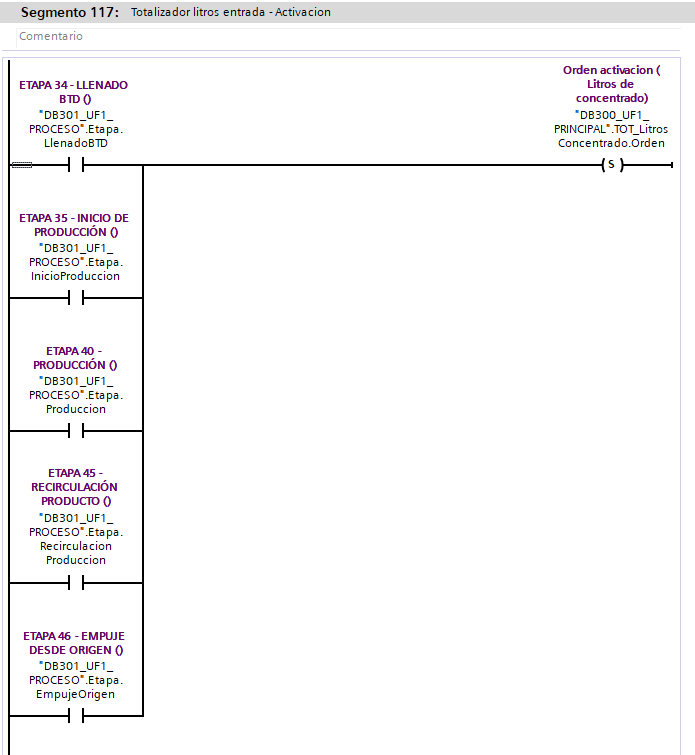 Segmento 117: Totalizador litros entrada - Activacion
Comentario
ETAPA 34 - LLENADO
BTD ()
"DB301_UF1_
PROCESO".Etapa.
LlenadoBTD
Orden activacion (
Litros de
concentrado)
"DB300_UF1_
PRINCIPAL".TOT_Litros
Concentrado.Orden
S
ETAPA 35 - INICIO DE
PRODUCCIÓN ()
"DB301_UF1_
PROCESO".Etapa.
InicioProduccion
ETAPA 40 -
PRODUCCIÓN ()
"DB301_UF1_
PROCESO".Etapa.
Produccion
ETAPA 45 -
RECIRCULACIÓN
PRODUCTO ()
"DB301_UF1_
PROCESO".Etapa.
Recirculacion
Produccion
ETAPA 46 - EMPUJE
DESDE ORIGEN ()
"DB301_UF1_
PROCESO".Etapa.
EmpujeOrigen